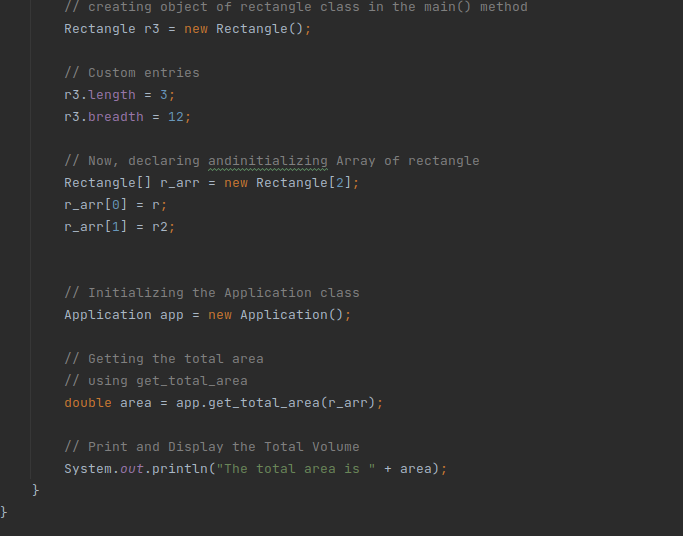 // creating object of rectangle class in the main() method
Rectangle r3 = new Rectangle();
// Custom entries
r3.length = 3;
r3.breadth = 12;
// Now, declaring andinitializing Array of rectangle
Rectangle[] r_arr = new Rectangle[2];
r_arr[0] = r;
r_arr[1] = r2;
// Initializing the Application class
Application app = new Application();
// Getting the total area
// using get_total_area
double area = app.get_total_area(r_arr);
// Print and Display the Total Volume
System.out.println("The total area is " + area);
}
}